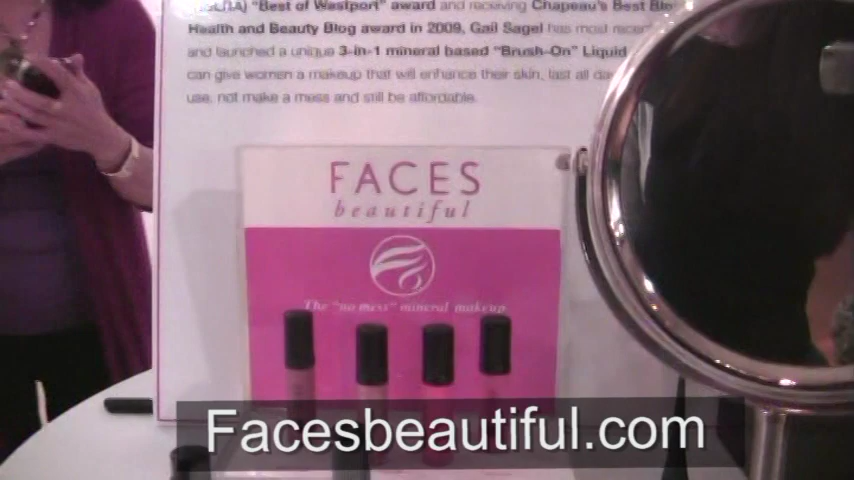 “Best of Westport” award and receiving Chapeau's Best
Health and Beauty Blog award in 2009, Gail Sagel has most
and launched a unique 3-in-1 mineral based “Brush-On” Liquid
can give women a makeup that will enhance their skin, last all
use, not make a mess and still be affordable.
FACES
beautiful
The “no mess” mineral makeup
Facesbeautiful.com